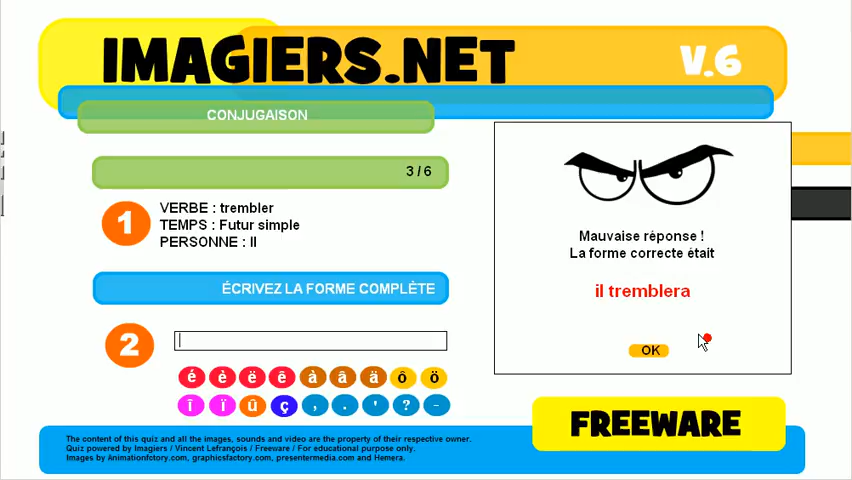 IMAGIERS.NET
V.6
CONJUGAISON
3 / 6
1
VERBE : trembler
TEMPS : Futur simple
PERSONNE : Il
ÉCRIVEZ LA FORME COMPLÈTE
2
é è ë ê à â ä ô ö
î ï û ç , . ' ? -
Mauvaise réponse !
La forme correcte était
il tremblera
OK
FREEWARE
The content of this quiz and all the images, sounds and video are the property of their respective owner.
Quiz powered by Imagiers / Vincent Lefrançois / Freeware / For educational purpose only.
Images by Animationfctory.com, graphicsfactory.com, presentermedia.com and Hemera.